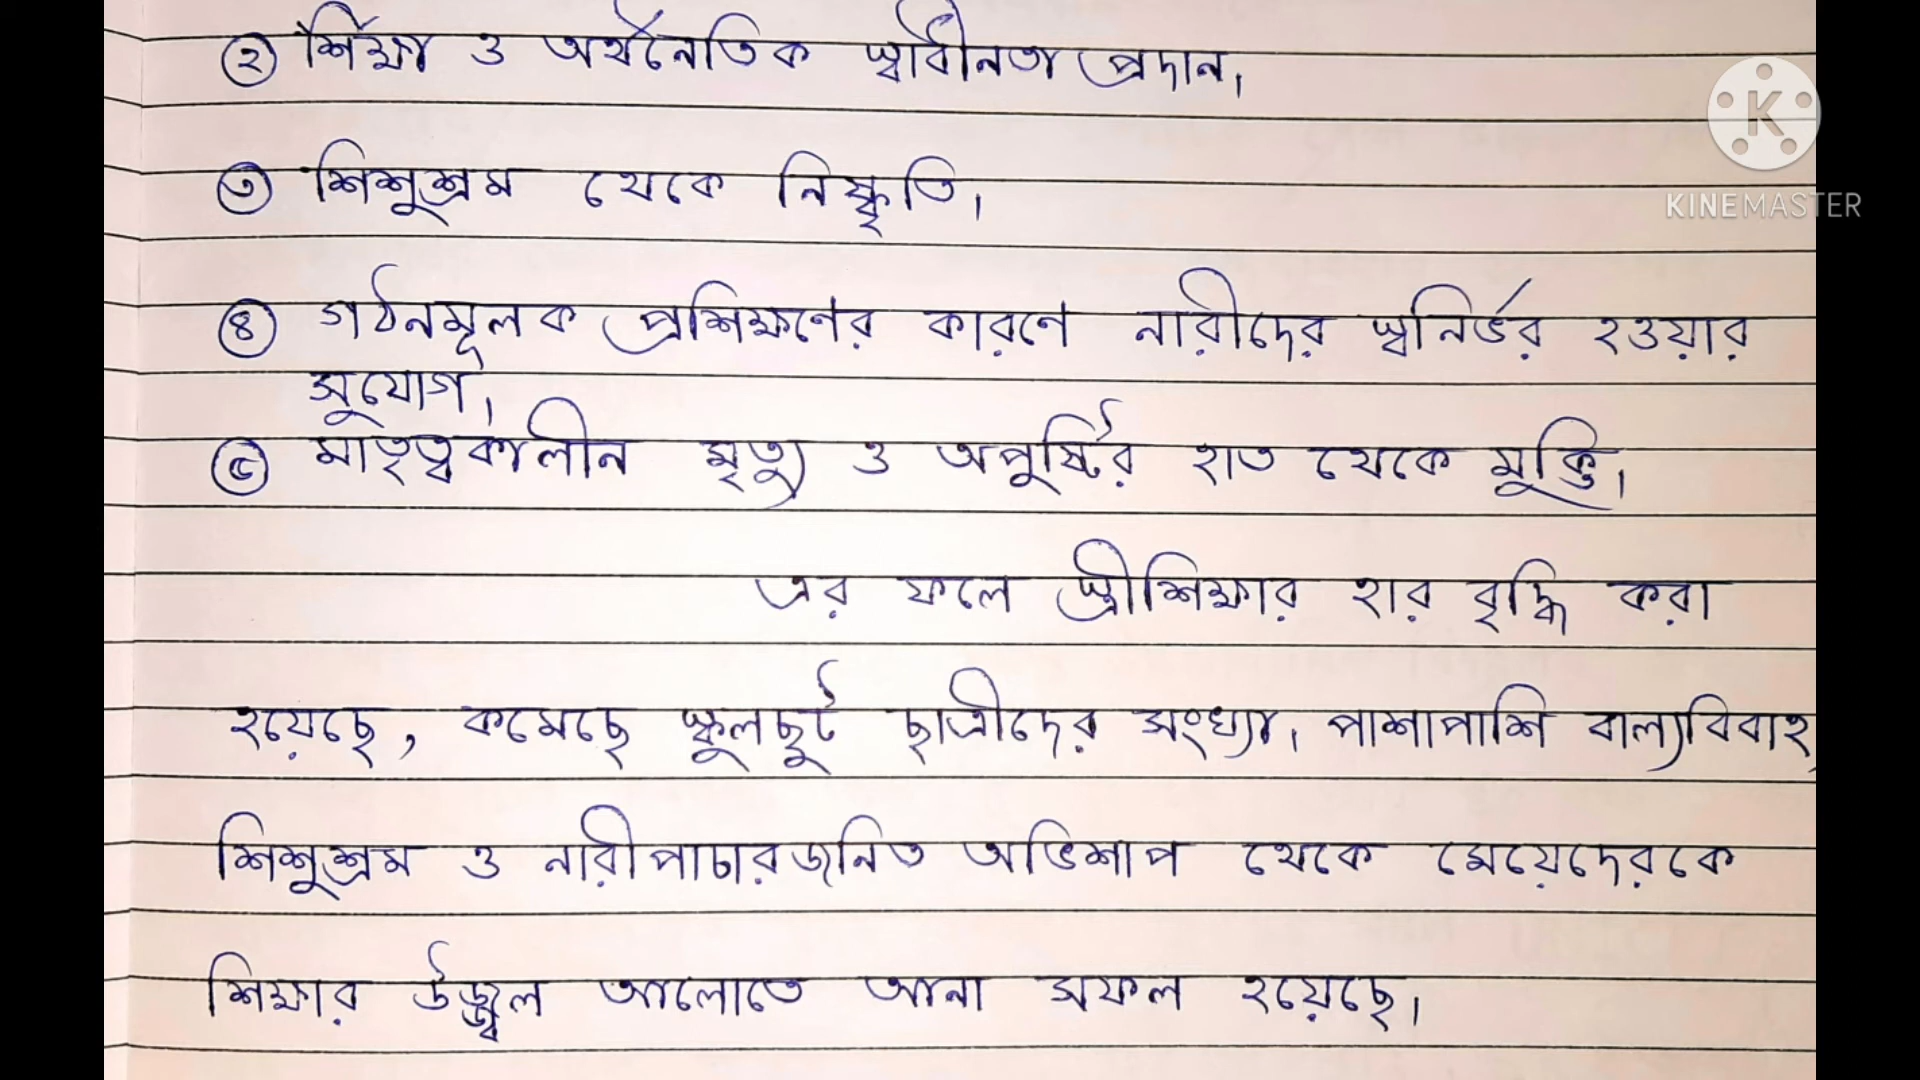 ② শিক্ষা ও অর্থনৈতিক স্বাধীনতা প্রদান।
③ শিশুশ্রম থেকে নিষ্কৃতি।
④ গঠনমূলক প্রশিক্ষণের কারণে নারীদের স্বনির্ভর হওয়ার
সুযোগ।
⑤ মাতৃত্বকালীন মৃত্যু ও অপুষ্টির হাত থেকে মুক্তি।
এর ফলে স্ত্রীশিক্ষার হার বৃদ্ধি করা
হয়েছে, কমেছে স্কুলছুট ছাত্রীদের সংখ্যা। পাশাপাশি বাল্যবিবাহ,
শিশুশ্রম ও নারীপাচারজনিত অভিশাপ থেকে মেয়েদেরকে
শিক্ষার উজ্জ্বল আলোতে আনা সফল হয়েছে।
K
KINEMASTER